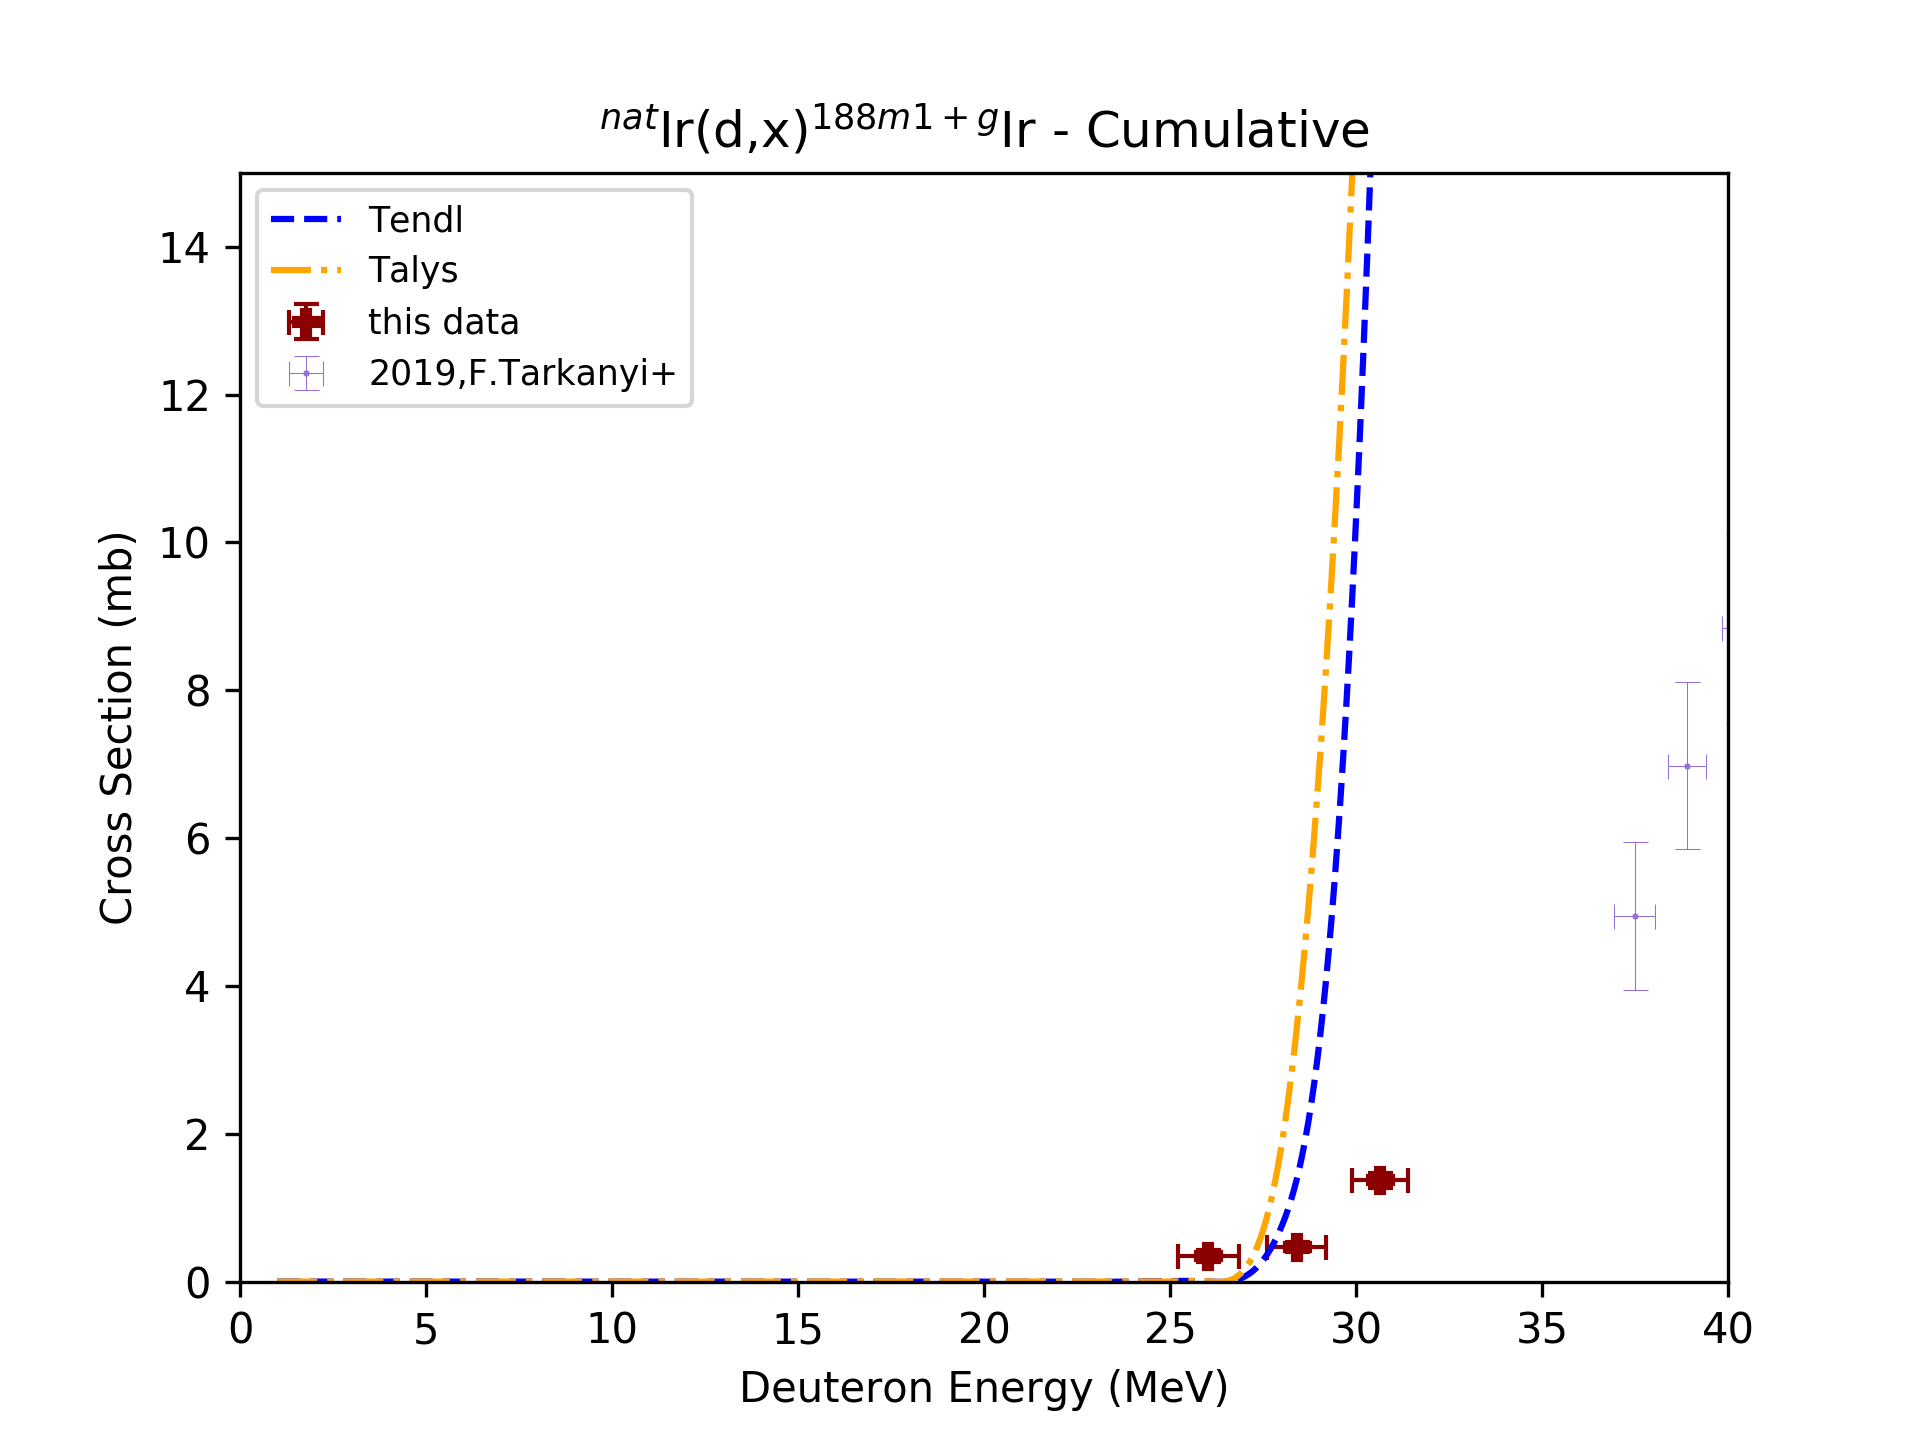 natIr(d,x)188m1+gIr - Cumulative
Tendl
Talys
this data
2019,F.Tarkanyi+
14
12
10
8
6
4
2
0
Cross Section (mb)
0 5 10 15 20 25 30 35 40
Deuteron Energy (MeV)